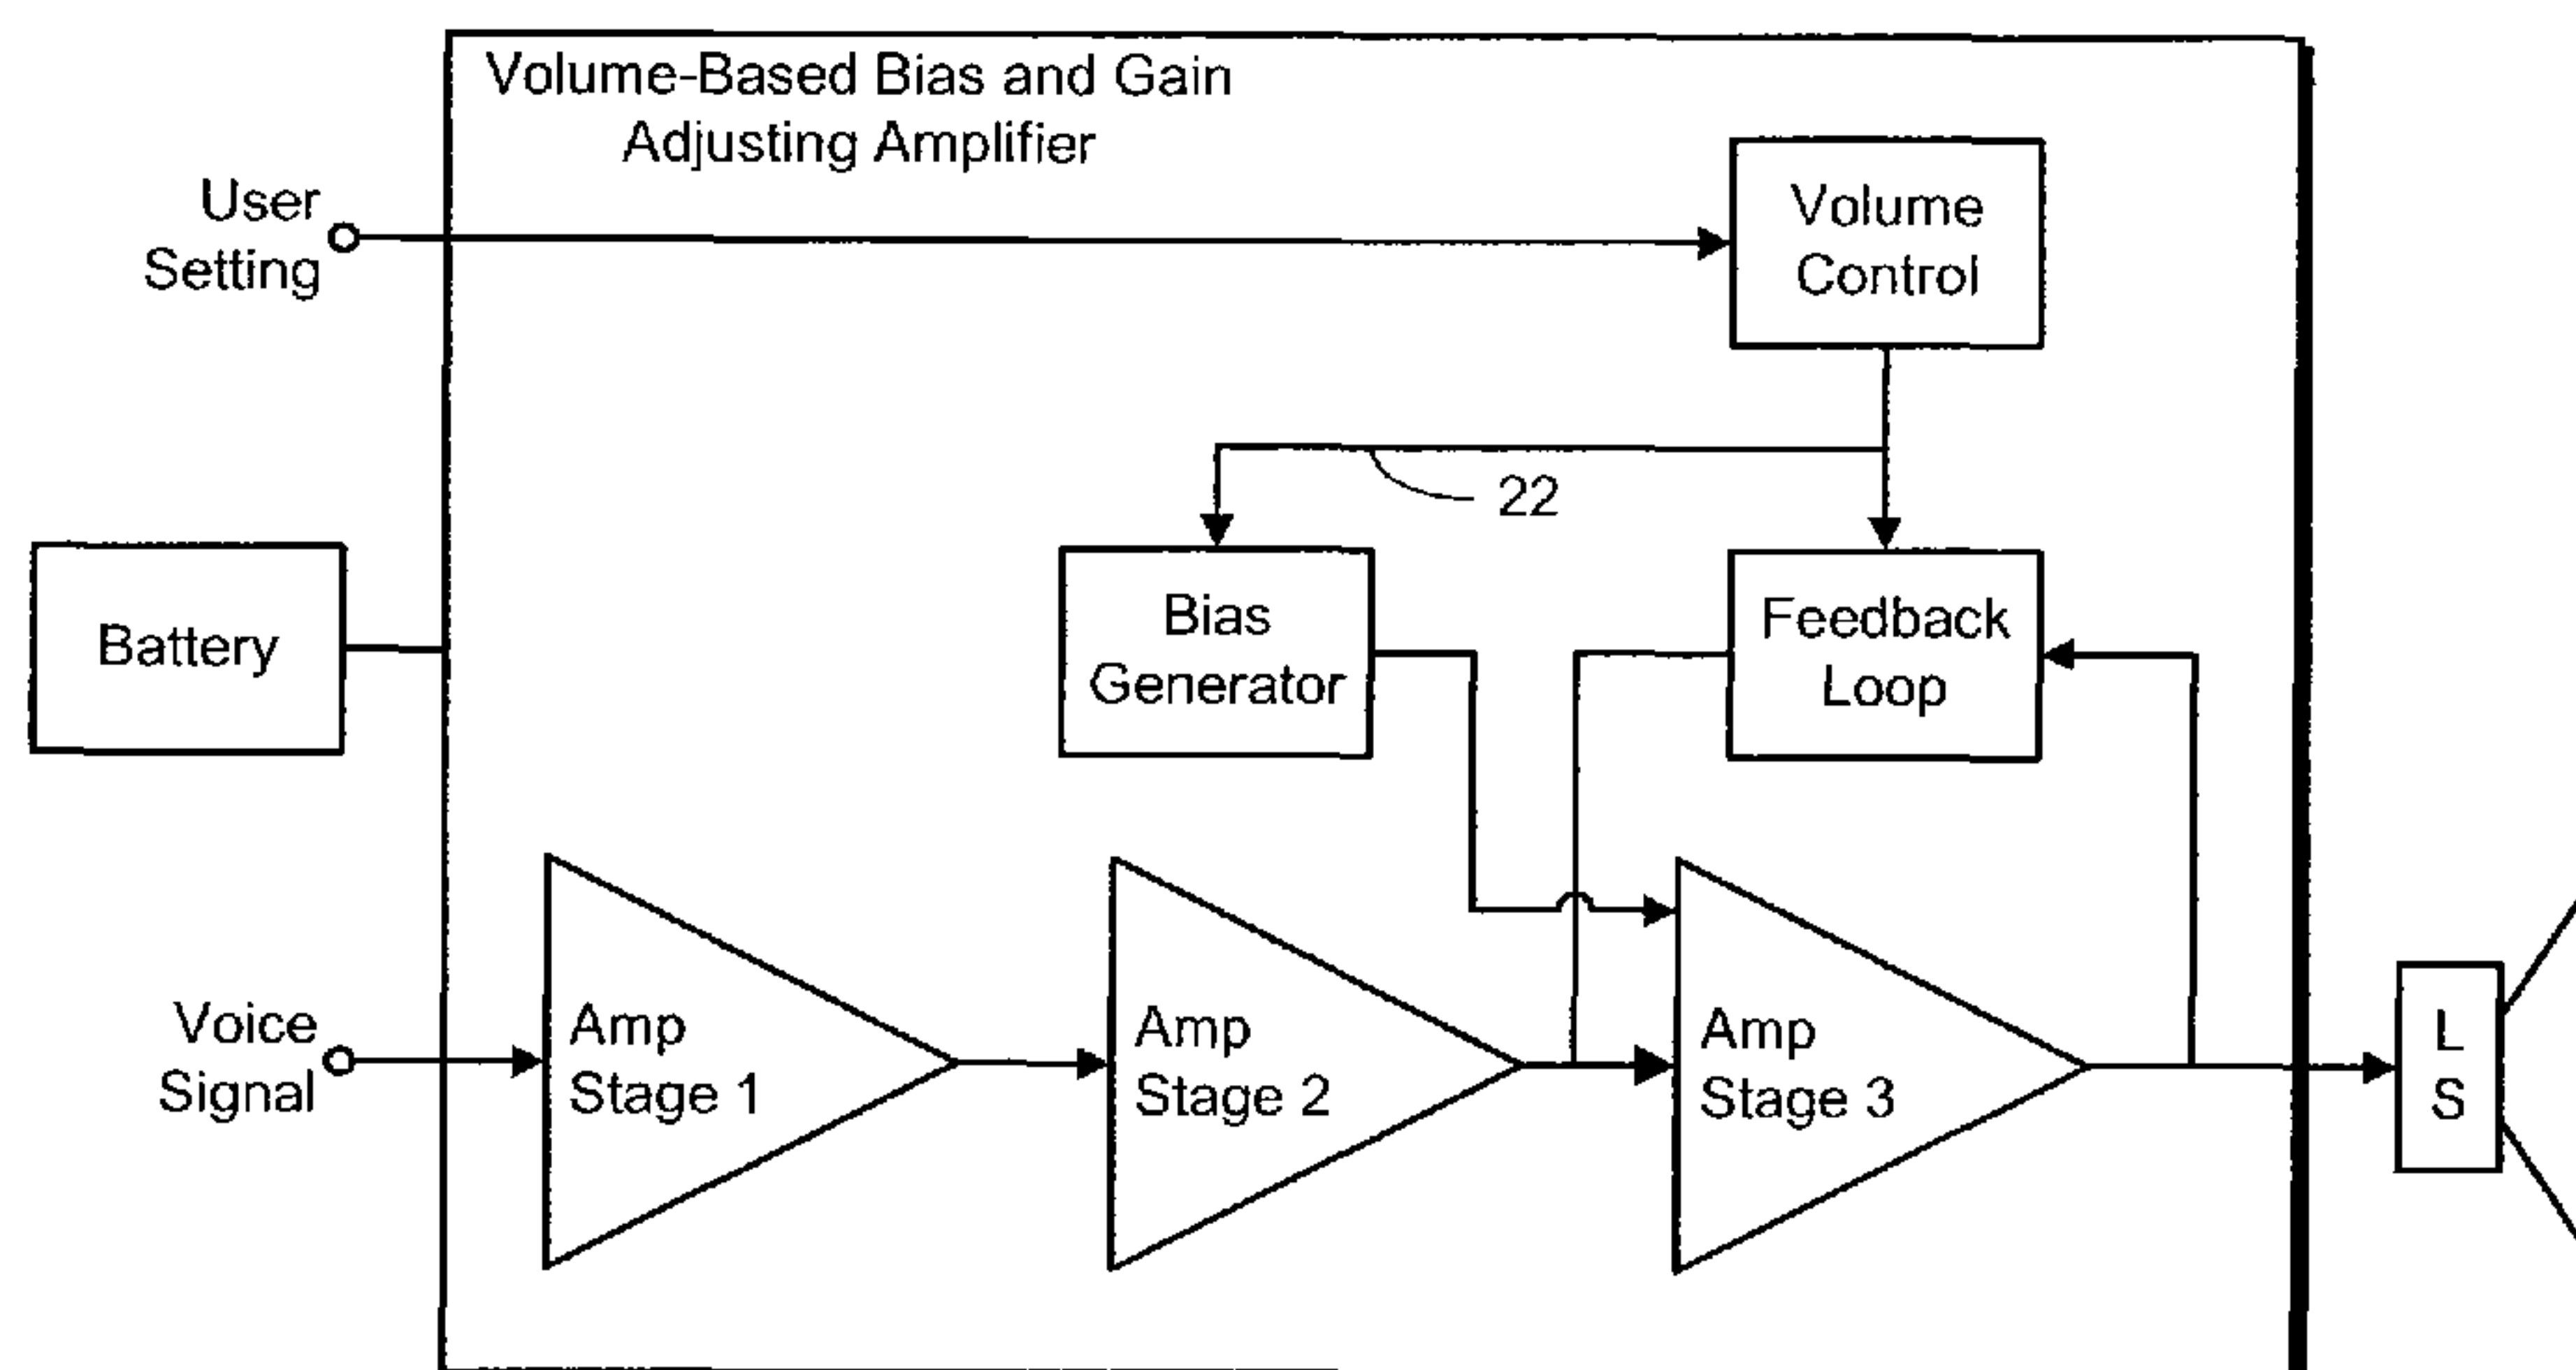 Volume-Based Bias and Gain
Adjusting Amplifier
User
Setting
Volume
Control
22
Battery
Bias
Generator
Feedback
Loop
Voice
Signal
Amp
Stage 1
Amp
Stage 2
Amp
Stage 3
L
S